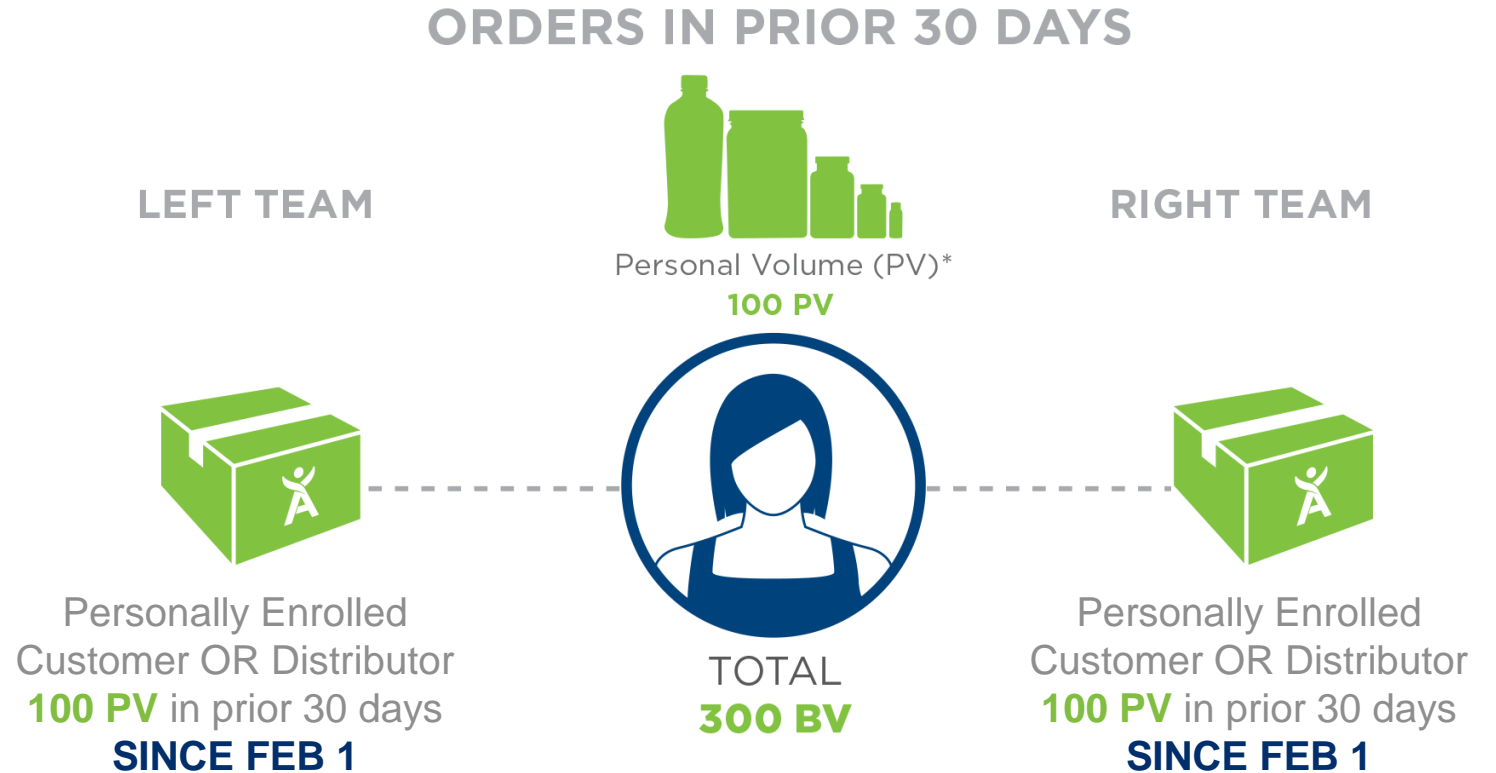 ORDERS IN PRIOR 30 DAYS
LEFT TEAM
RIGHT TEAM
Personal Volume (PV)*
100 PV
Personally Enrolled
Customer OR Distributor
100 PV in prior 30 days
SINCE FEB 1
TOTAL
300 BV
Personally Enrolled
Customer OR Distributor
100 PV in prior 30 days
SINCE FEB 1